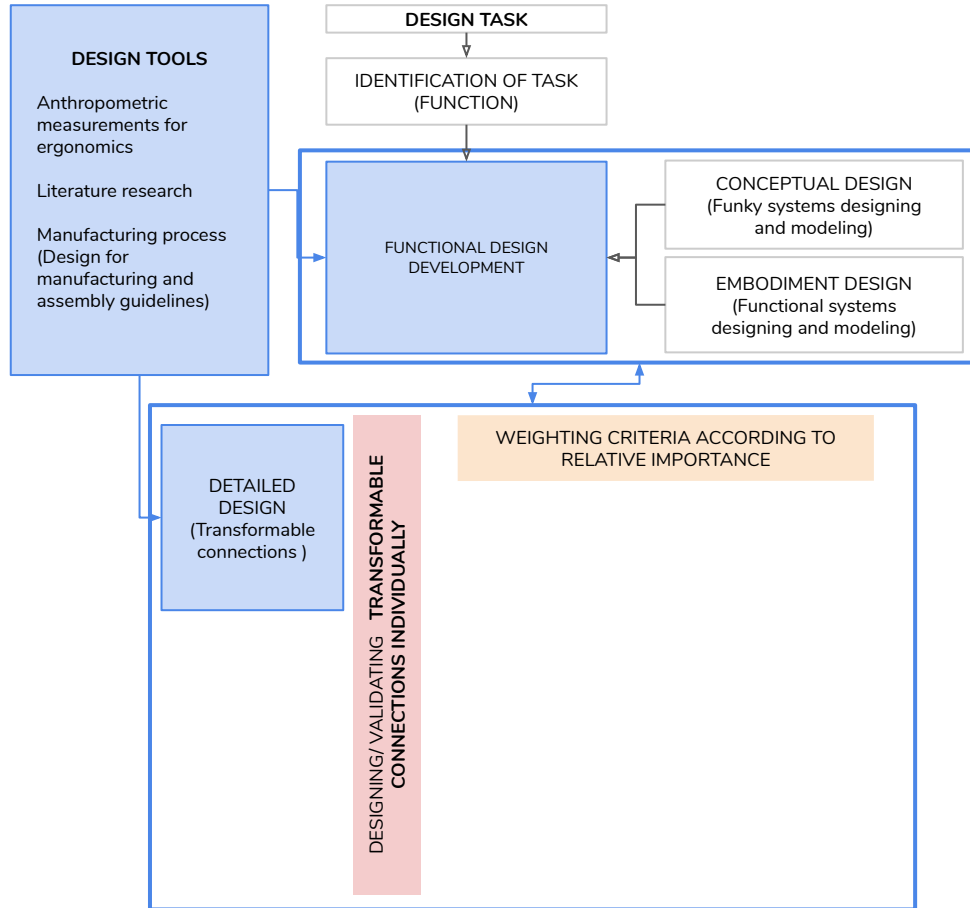 DESIGN TASK
IDENTIFICATION OF TASK
(FUNCTION)
DESIGN TOOLS
Anthropometric
measurements for
ergonomics
Literature research
Manufacturing process
(Design for
manufacturing and
assembly guidelines)
FUNCTIONAL DESIGN
DEVELOPMENT
CONCEPTUAL DESIGN
(Funky systems designing
and modeling)
EMBODIMENT DESIGN
(Functional systems
designing and modeling)
DETAILED
DESIGN
(Transformable
connections )
DESIGNING/ VALIDATING TRANSFORMABLE
CONNECTIONS INDIVIDUALLY
WEIGHTING CRITERIA ACCORDING TO
RELATIVE IMPORTANCE